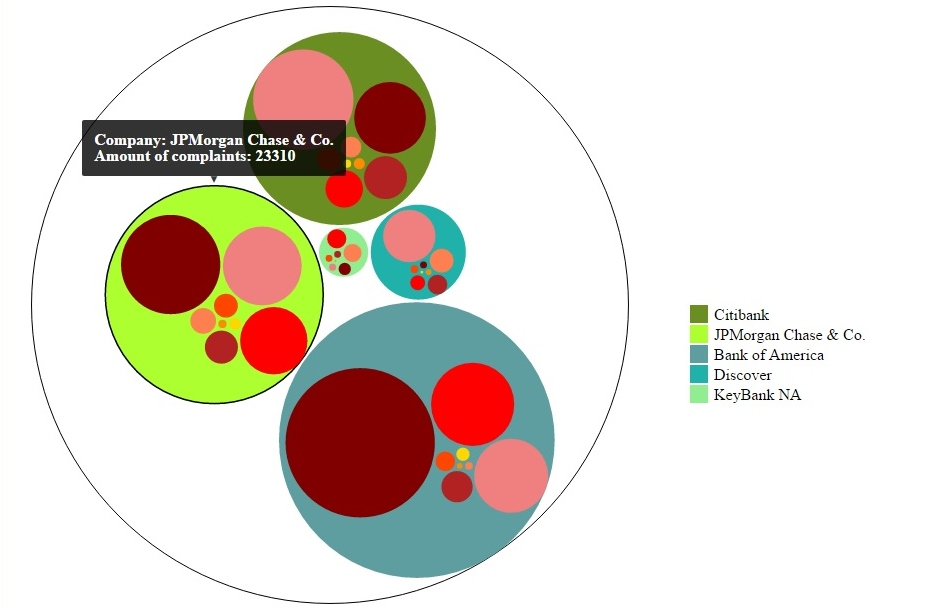 Company: JPMorgan Chase & Co.
Amount of complaints: 23310
Citibank
JPMorgan Chase & Co.
Bank of America
Discover
KeyBank NA